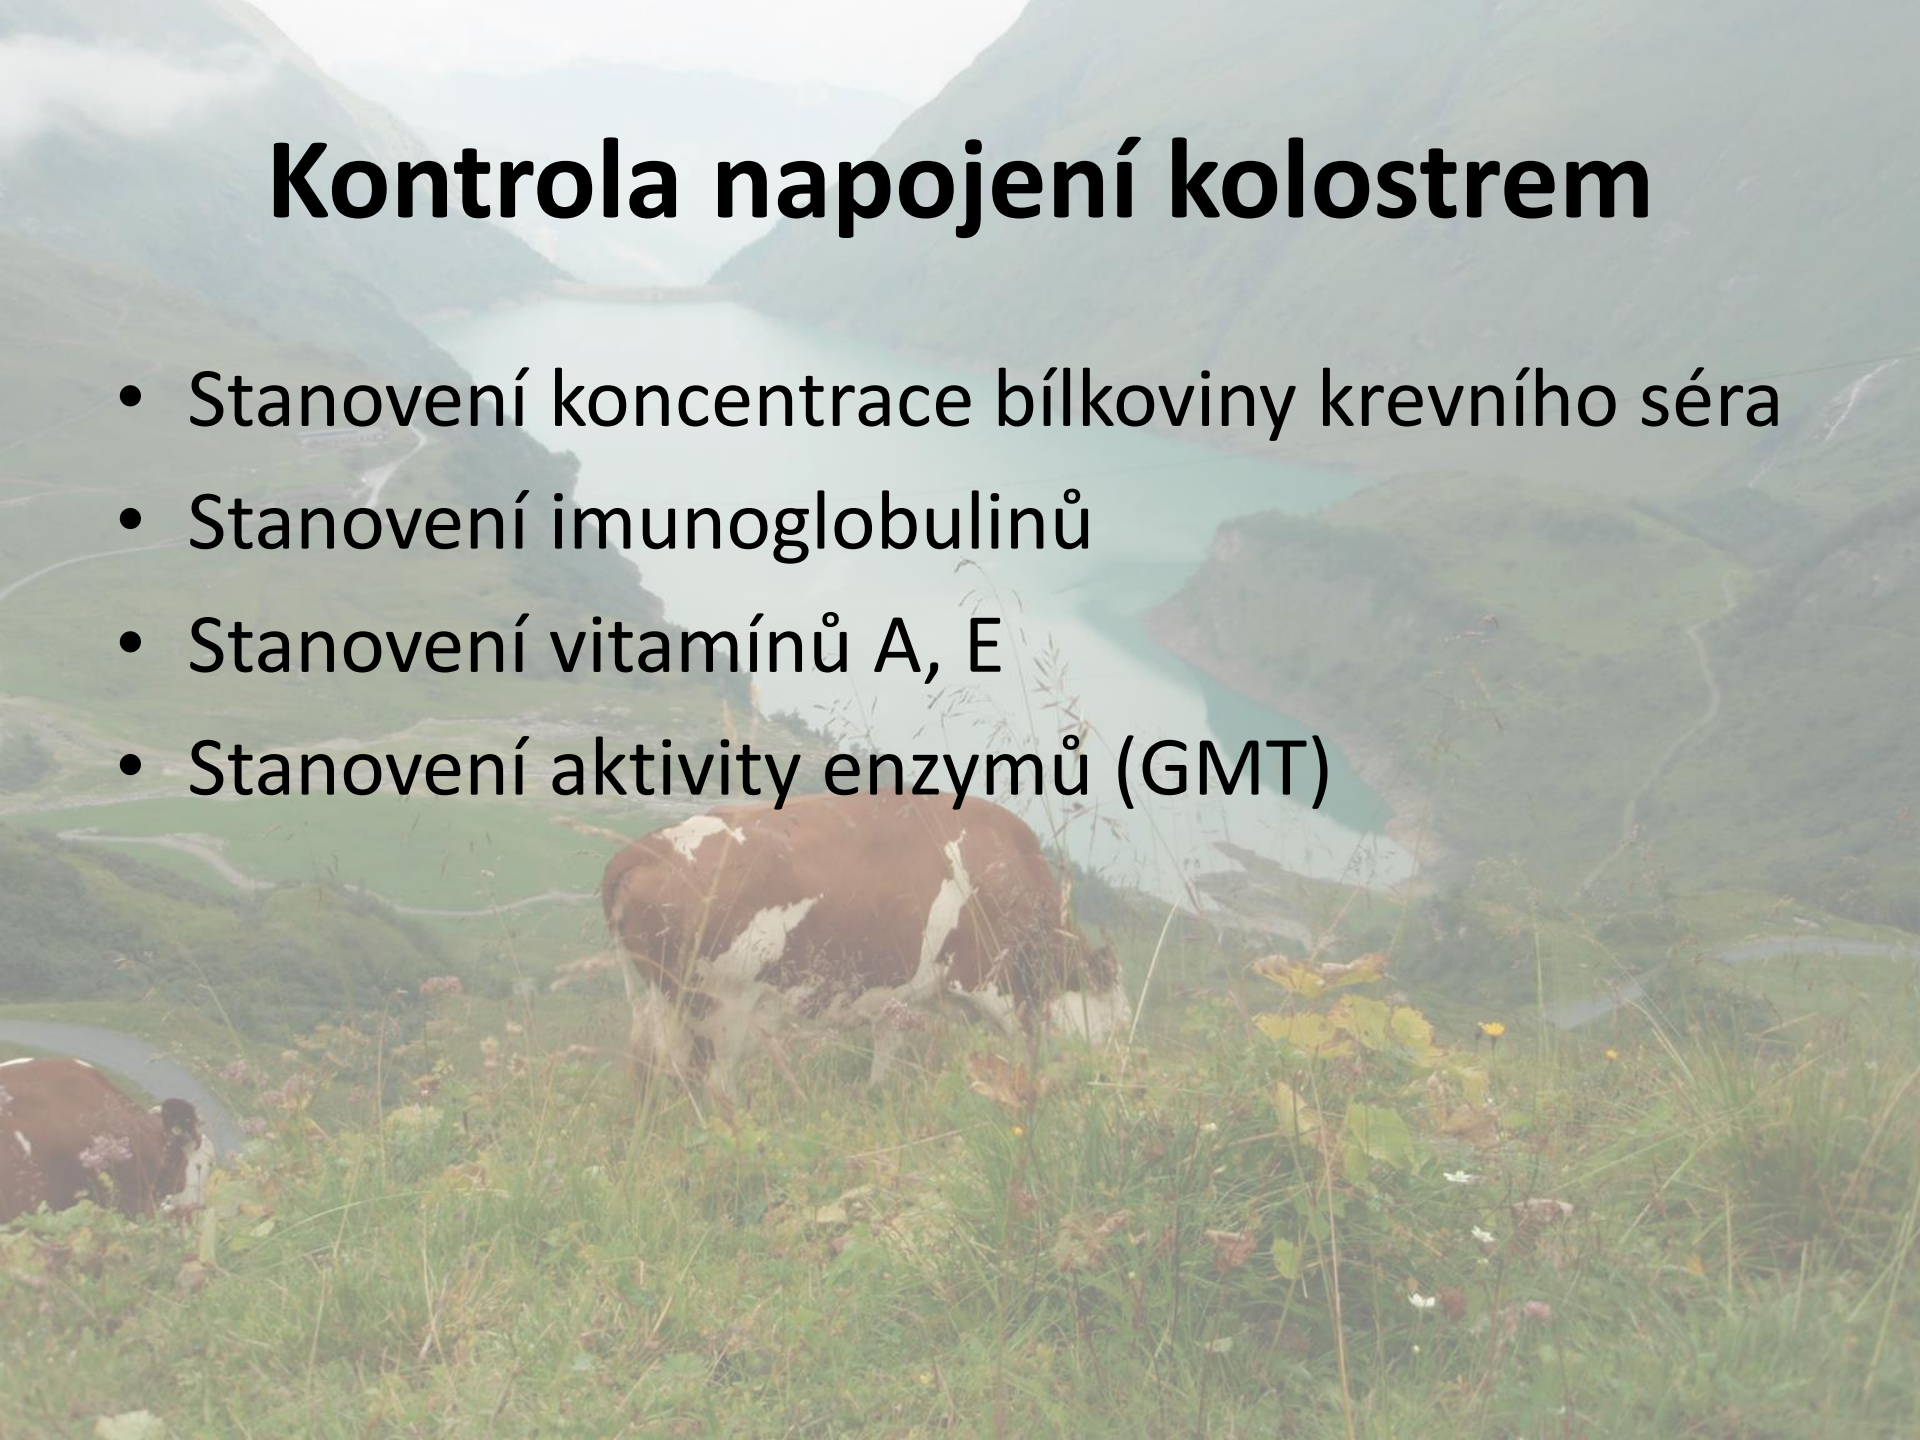 Kontrola napojení kolostrem
• Stanovení koncentrace bílkoviny krevního séra
• Stanovení imunoglobulinů
• Stanovení vitamínů A, E
• Stanovení aktivity enzymů (GMT)